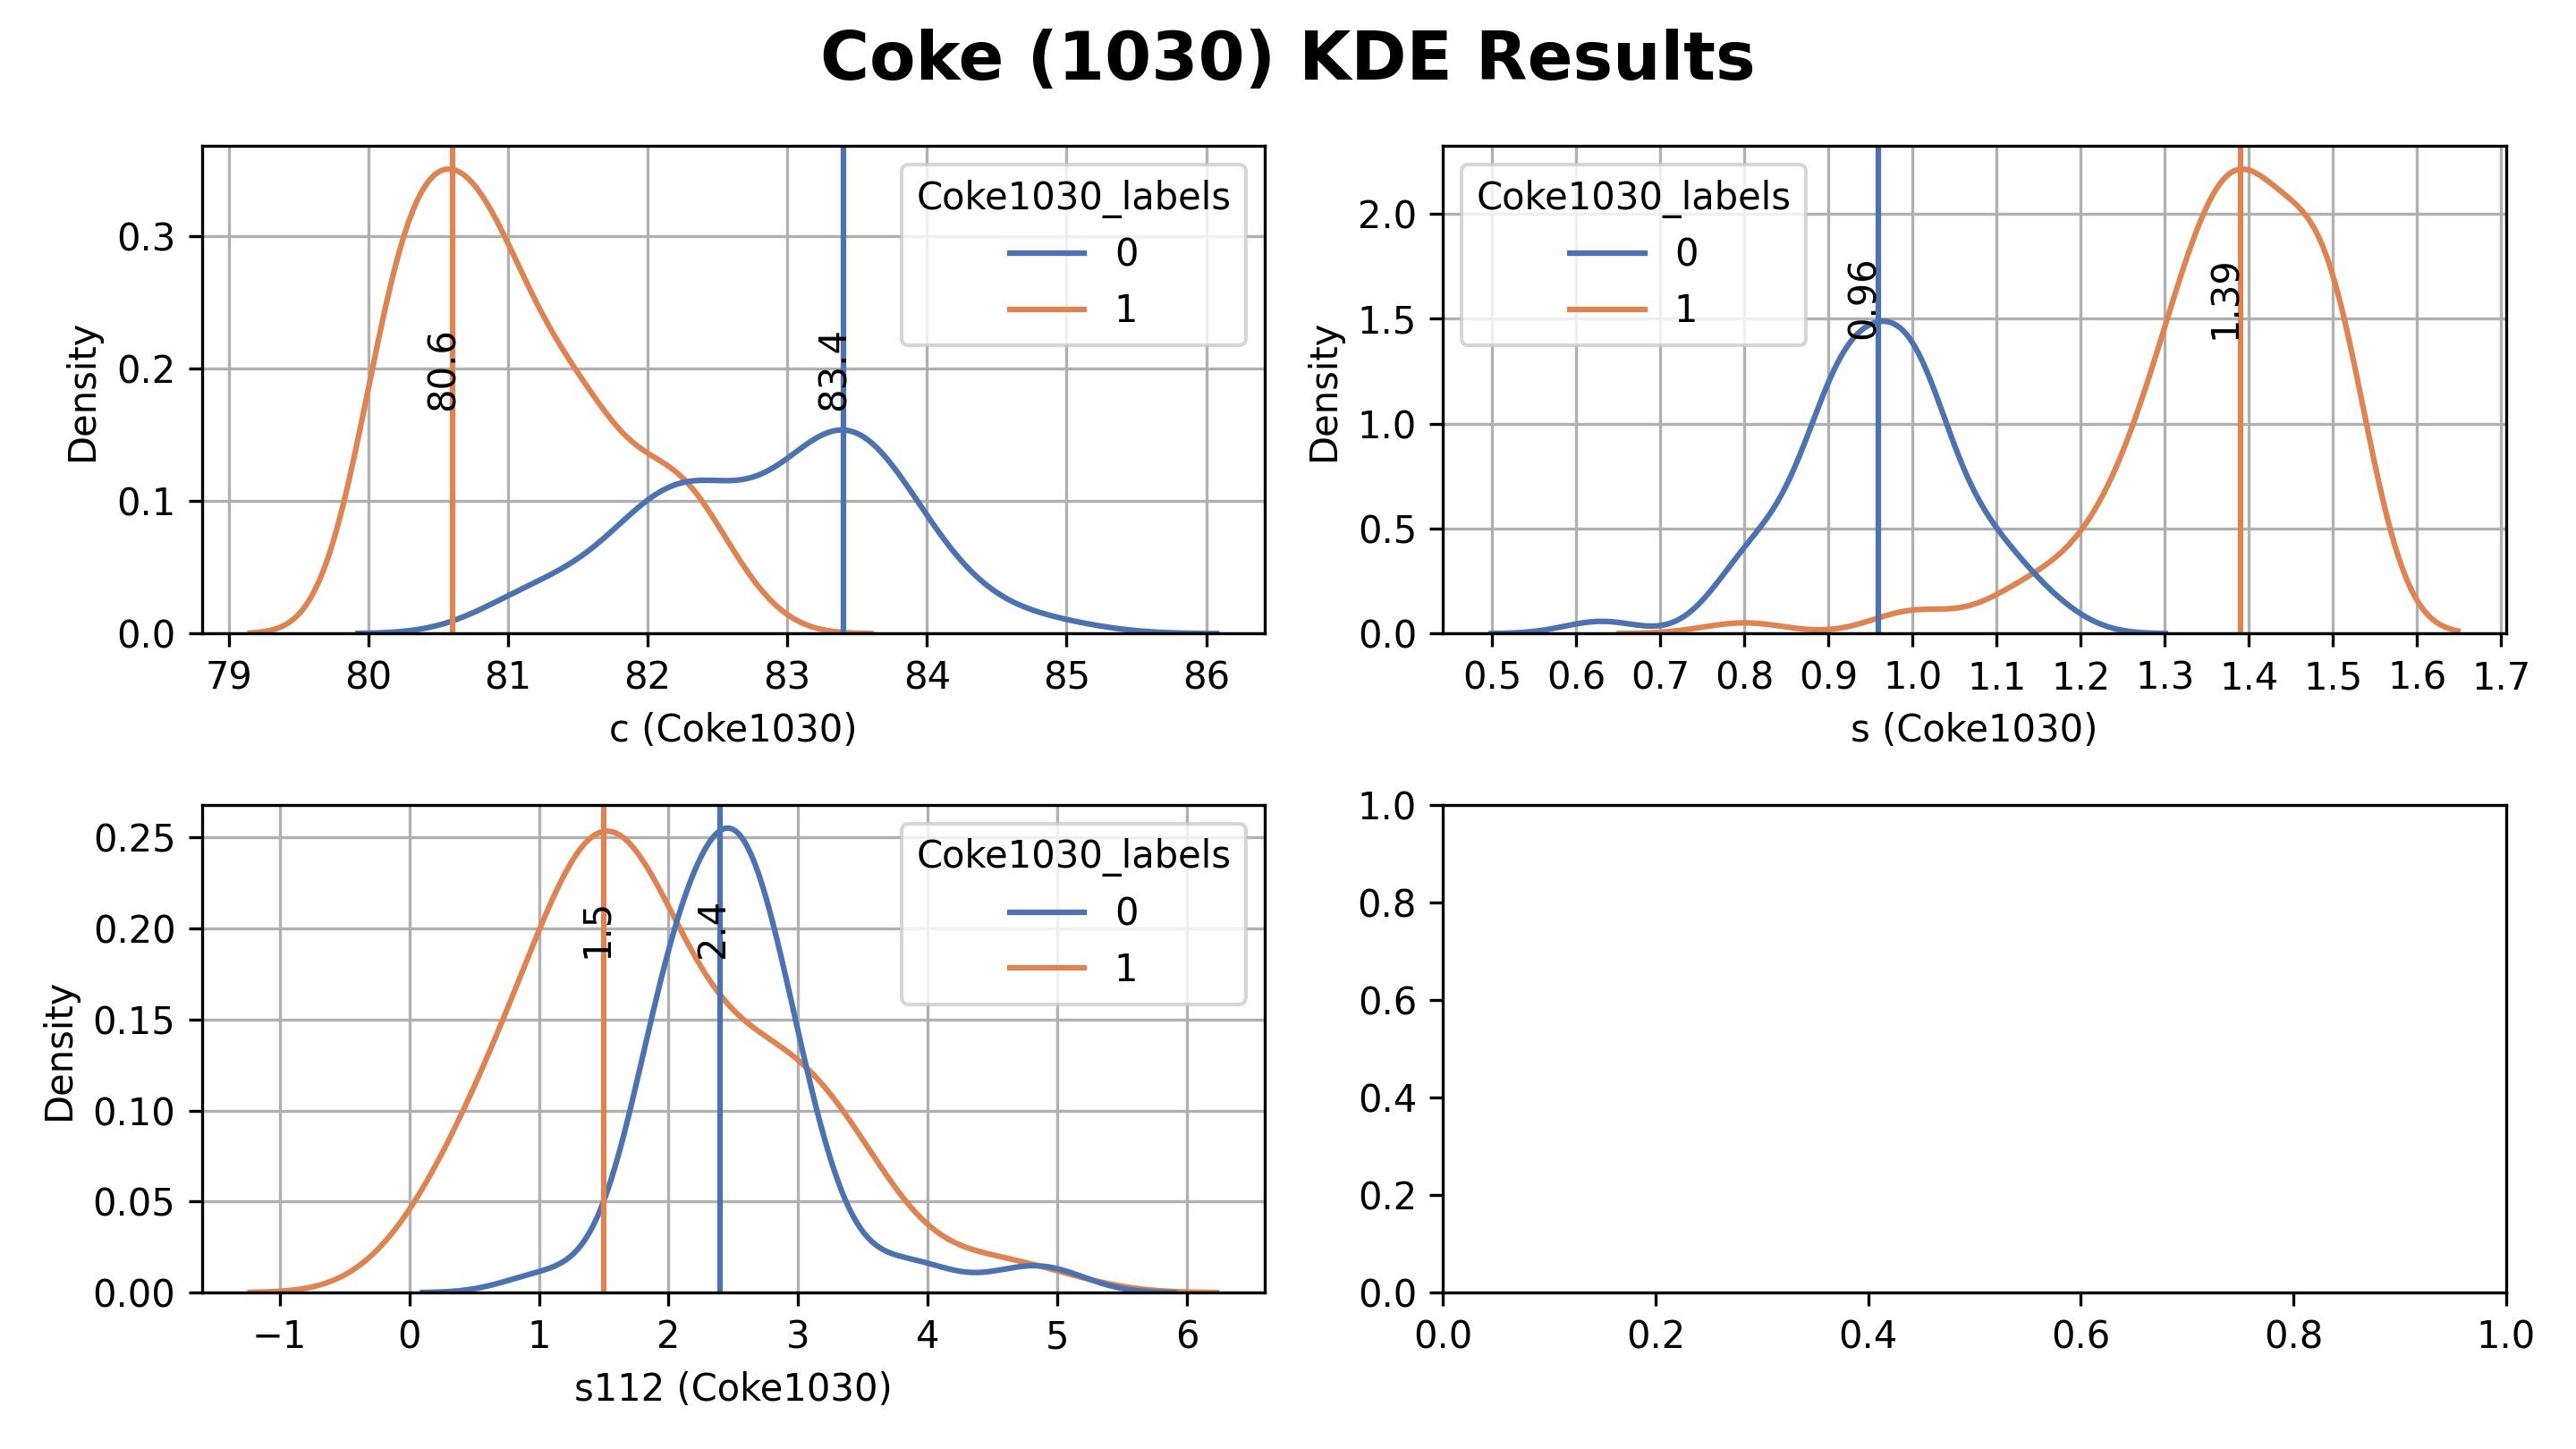 Coke (1030) KDE Results
Coke1030_labels
0
1
80.6
83.4
Density
0.3
0.2
0.1
0.0
79 80 81 82 83 84 85 86
c (Coke1030)
Coke1030_labels
0
1
0.96
1.39
Density
2.0
1.5
1.0
0.5
0.0
0.5 0.6 0.7 0.8 0.9 1.0 1.1 1.2 1.3 1.4 1.5 1.6 1.7
s (Coke1030)
Coke1030_labels
0
1
1.5
2.4
Density
0.25
0.20
0.15
0.10
0.05
0.00
−1 0 1 2 3 4 5 6
s112 (Coke1030)
1.0
0.8
0.6
0.4
0.2
0.0
0.0 0.2 0.4 0.6 0.8 1.0